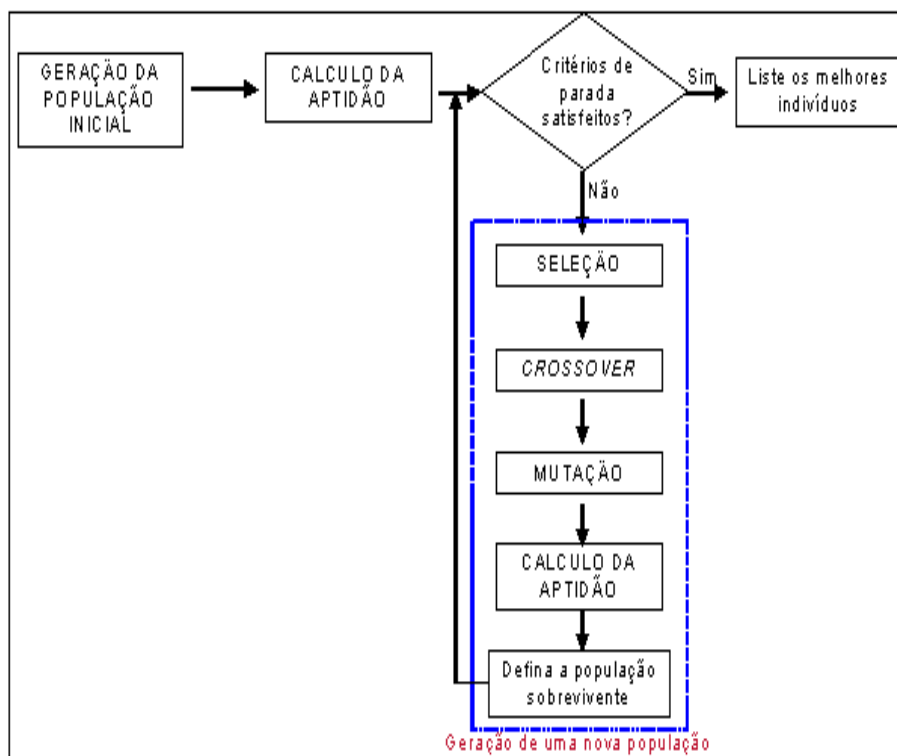 GERAÇÃO DA
POPULAÇÃO
INICIAL
CALCULO DA
APTIDÃO
Critérios de
parada
satisfeitos?
Sim
Liste os melhores
indivíduos
Não
SELEÇÃO
CROSSOVER
MUTAÇÃO
CALCULO DA
APTIDÃO
Defina a população
sobrevivente
Geração de uma nova população